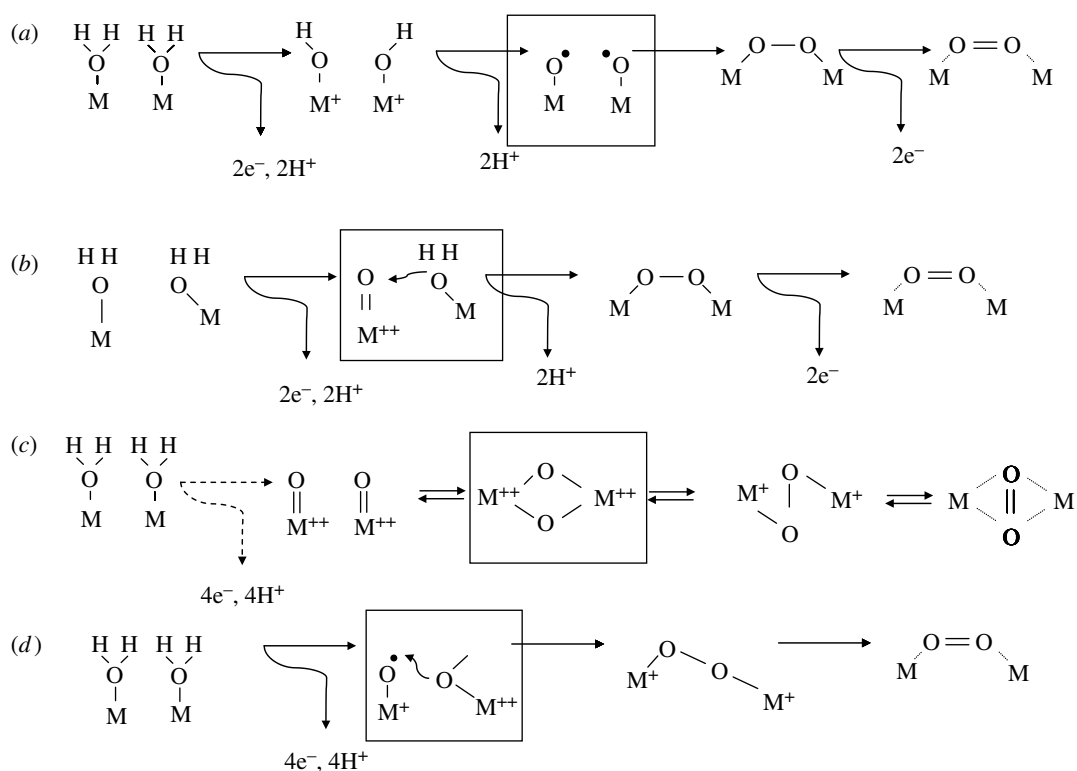 (a) H H H H H H
O O O O O• •O O — O O = O
M M M⁺ M⁺ M M M M M M
2e⁻, 2H⁺ 2H⁺ 2e⁻
(b) H H H H H H
O O O O O — O O = O
M M M⁺⁺ M M M M M
2e⁻, 2H⁺ 2H⁺ 2e⁻
(c) H H H H
O O O O O O O
M M M⁺⁺ M⁺⁺ M⁺⁺ M⁺⁺ M⁺ M⁺ M M
O O O
4e⁻, 4H⁺
(d) H H H H
O O O• O O O O = O
M M M⁺ M⁺⁺ M⁺ M⁺ M M
4e⁻, 4H⁺